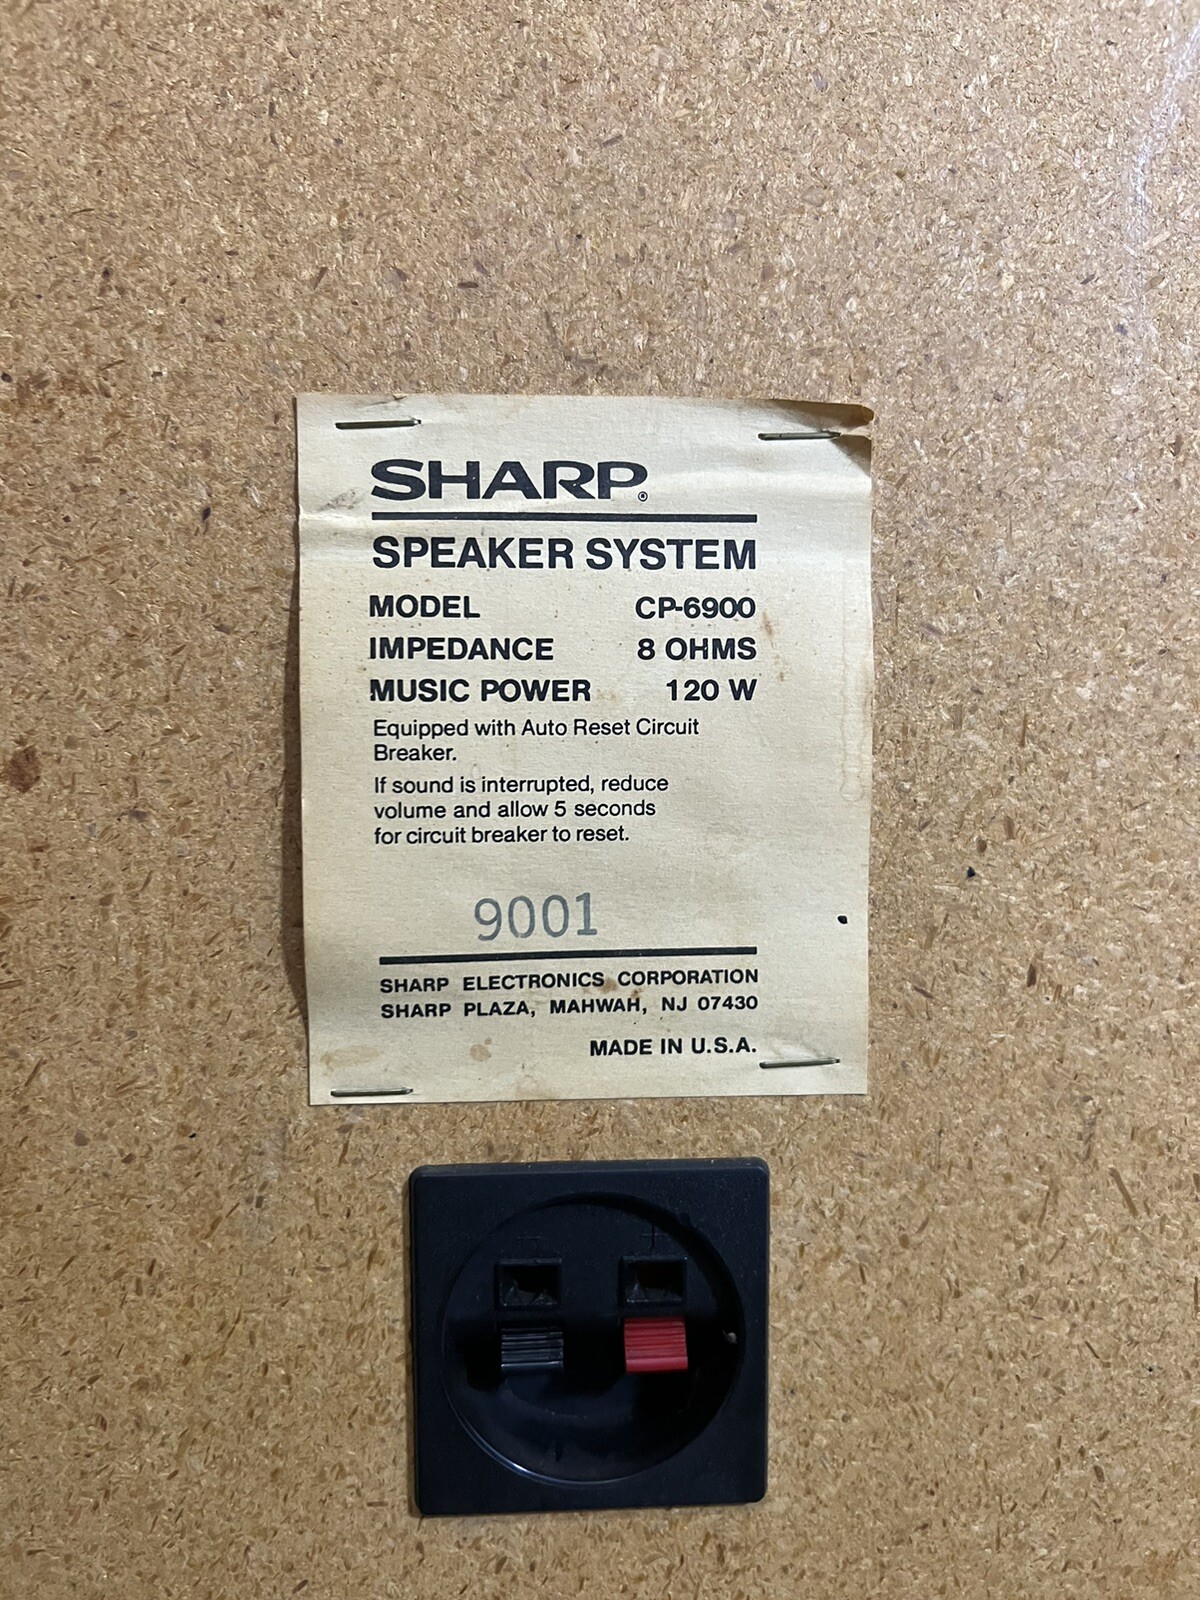 SHARP®
SPEAKER SYSTEM
MODEL CP-6900
IMPEDANCE 8 OHMS
MUSIC POWER 120 W
Equipped with Auto Reset Circuit
Breaker.
If sound is interrupted, reduce
volume and allow 5 seconds
for circuit breaker to reset.
9001
SHARP ELECTRONICS CORPORATION
SHARP PLAZA, MAHWAH, NJ 07430
MADE IN U.S.A.